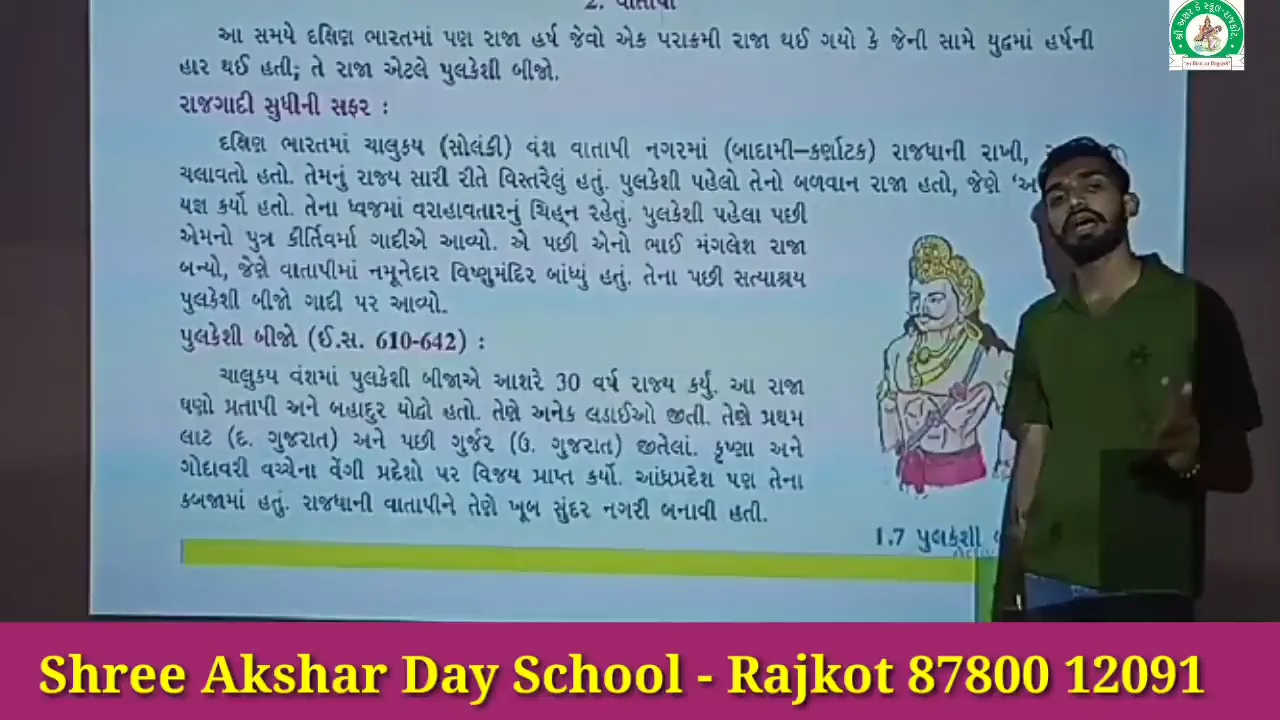 2. વાતાપી
આ સમયે દક્ષિણ ભારતમાં પણ રાજા હર્ષ જેવો એક પરાક્રમી રાજા થઈ ગયો કે જેની સામે યુદ્ધમાં હર્ષની
હાર થઈ હતી; તે રાજા એટલે પુલકેશી બીજો.
રાજગાદી સુધીની સફર :
દક્ષિણ ભારતમાં ચાલુક્ય (સોલંકી) વંશ વાતાપી નગરમાં (બાદામી–કર્ણાટક) રાજધાની રાખી,
ચલાવતો હતો. તેમનું રાજ્ય સારી રીતે વિસ્તરેલું હતું. પુલકેશી પહેલો તેનો બળવાન રાજા હતો, જેણે ‘અ
યજ્ઞ કર્યો હતો. તેના ધ્વજમાં વરાહાવતારનું ચિહ્ન રહેતું. પુલકેશી પહેલા પછી
એમનો પુત્ર કીર્તિવર્મા ગાદીએ આવ્યો. એ પછી એનો ભાઈ મંગલેશ રાજા
બન્યો, જેણે વાતાપીમાં નમૂનેદાર વિષ્ણુમંદિર બાંધ્યું હતું. તેના પછી સત્યાશ્રય
પુલકેશી બીજો ગાદી પર આવ્યો.
પુલકેશી બીજો (ઈ.સ. 610-642) :
ચાલુક્ય વંશમાં પુલકેશી બીજાએ આશરે 30 વર્ષ રાજ્ય કર્યું. આ રાજા
ઘણો પ્રતાપી અને બહાદુર યોદ્ધો હતો. તેણે અનેક લડાઈઓ જીતી. તેણે પ્રથમ
લાટ (દ. ગુજરાત) અને પછી ગુર્જર (ઉ. ગુજરાત) જીતેલાં. કૃષ્ણા અને
ગોદાવરી વચ્ચેના વેંગી પ્રદેશો પર વિજય પ્રાપ્ત કર્યો. આંધ્રપ્રદેશ પણ તેના
કબજામાં હતું. રાજધાની વાતાપીને તેણે ખૂબ સુંદર નગરી બનાવી હતી.
1.7 પુલકેશી
Shree Akshar Day School - Rajkot 87800 12091